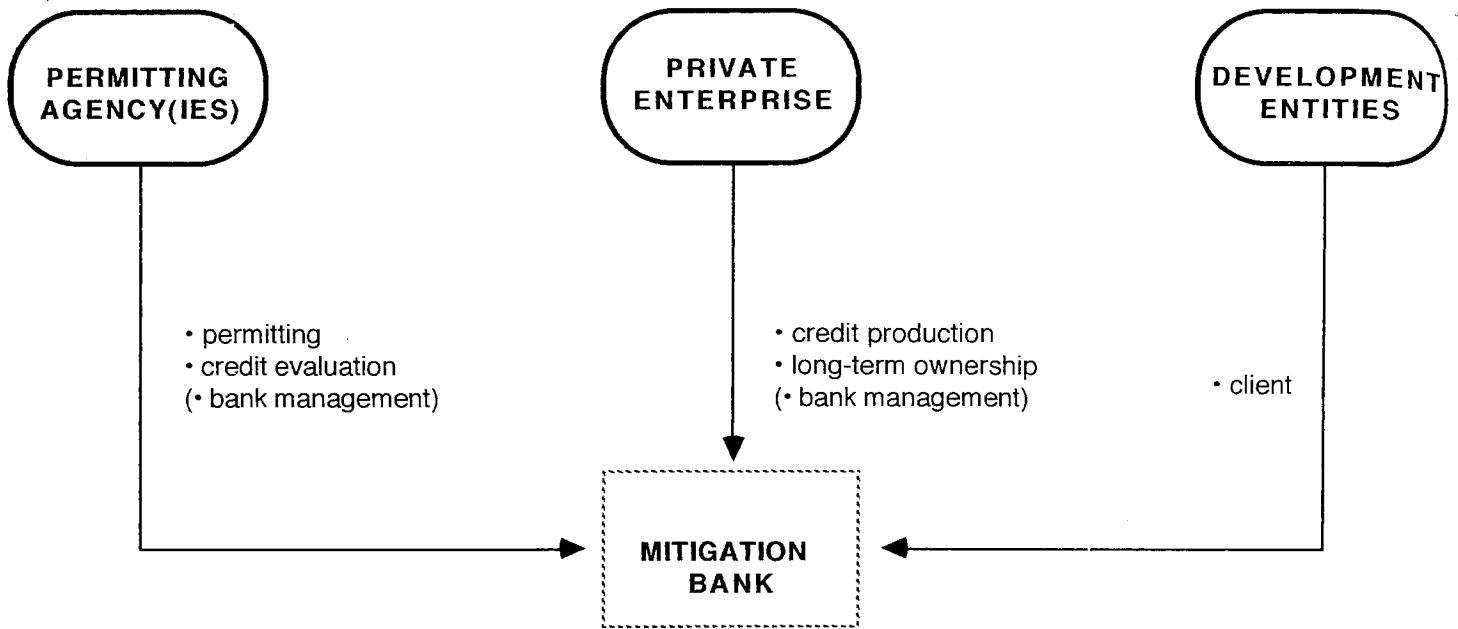 PERMITTING
AGENCY(IES)
PRIVATE
ENTERPRISE
DEVELOPMENT
ENTITIES
• permitting
• credit evaluation
(• bank management)
• credit production
• long-term ownership
(• bank management)
• client
MITIGATION
BANK